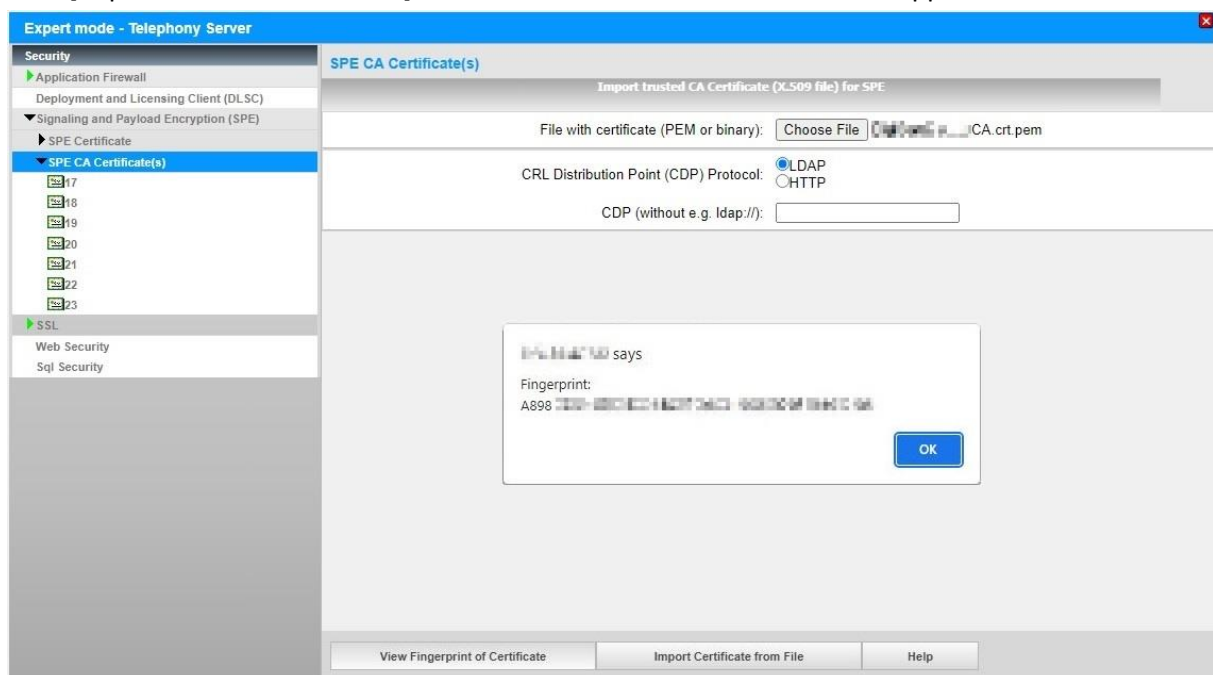 Expert mode - Telephony Server
Security
Application Firewall
Deployment and Licensing Client (DLSC)
Signaling and Payload Encryption (SPE)
SPE Certificate
SPE CA Certificate(s)
17
18
19
20
21
22
23
SSL
Web Security
Sql Security
SPE CA Certificate(s)
Import trusted CA Certificate (X.509 file) for SPE
File with certificate (PEM or binary): Choose File CA.crt.pem
CRL Distribution Point (CDP) Protocol: LDAP
HTTP
CDP (without e.g. ldap://):
says
Fingerprint:
A898
OK
View Fingerprint of Certificate Import Certificate from File Help